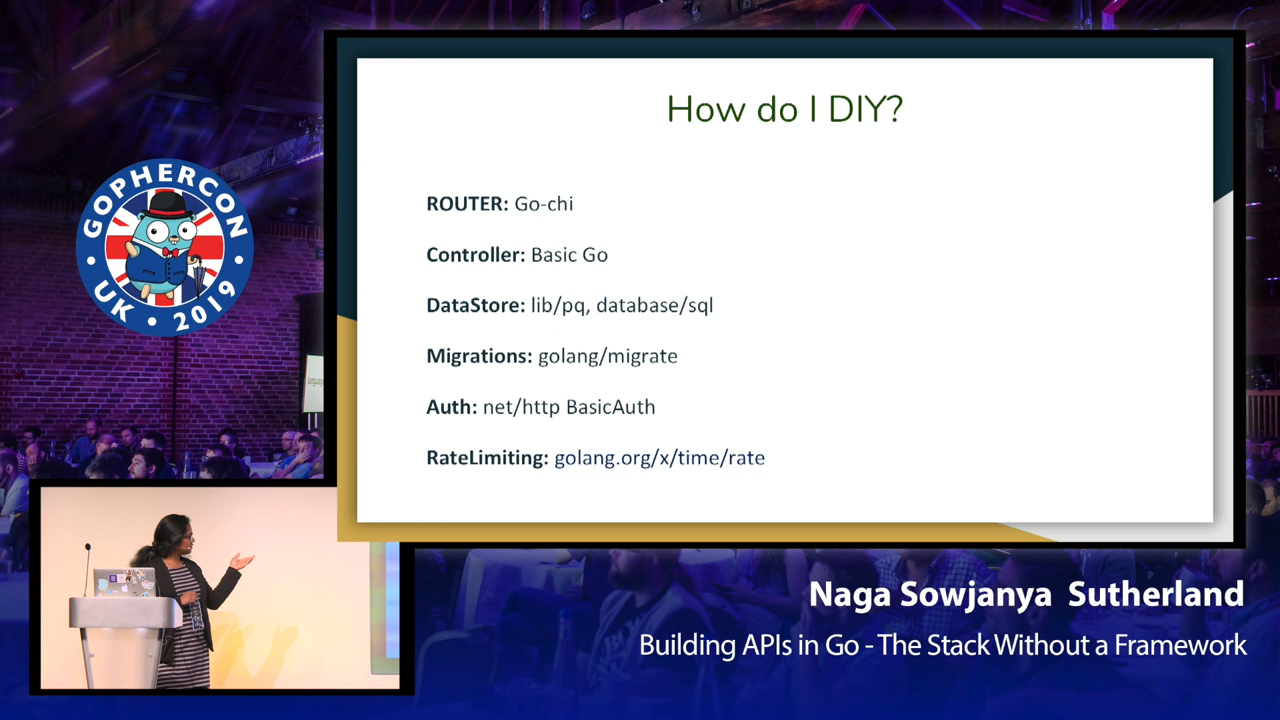 How do I DIY?
ROUTER: Go-chi
Controller: Basic Go
DataStore: lib/pq, database/sql
Migrations: golang/migrate
Auth: net/http BasicAuth
RateLimiting: golang.org/x/time/rate
GOPHERCON
UK • 2019
Naga Sowjanya Sutherland
Building APIs in Go - The Stack Without a Framework